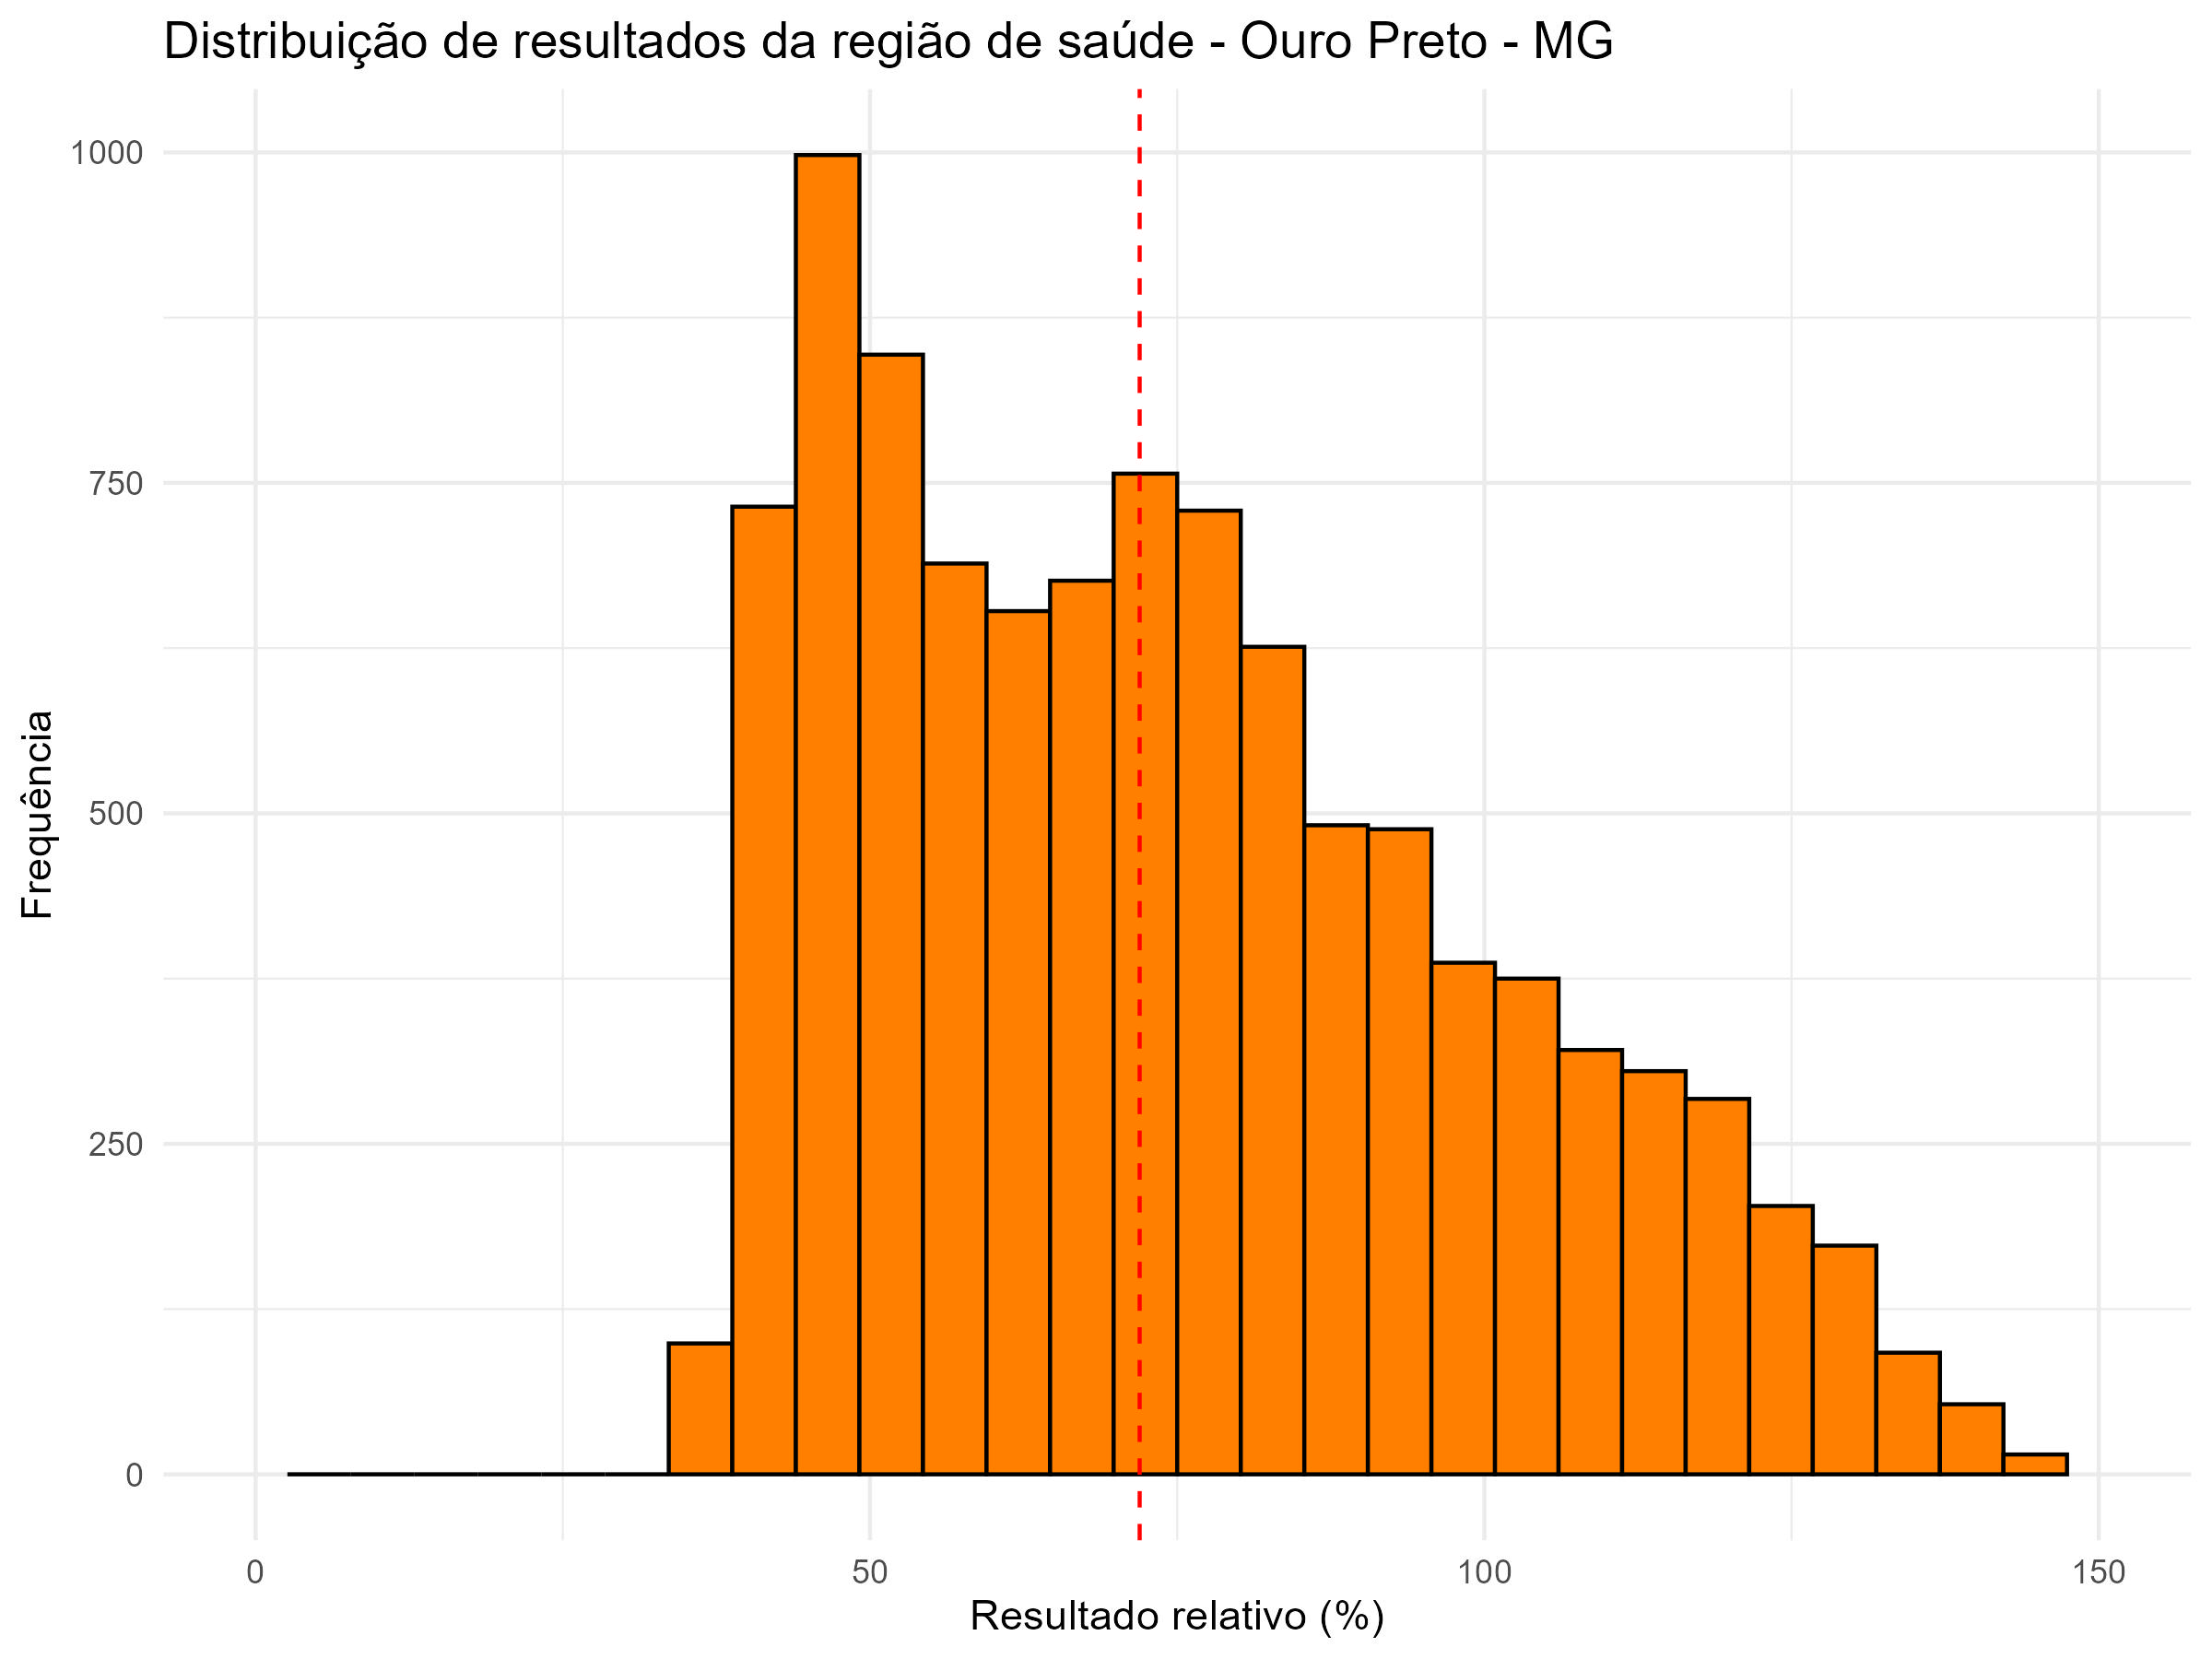 Distribuição de resultados da região de saúde - Ouro Preto - MG
Frequência
1000
750
500
250
0
0 50 100 150
Resultado relativo (%)